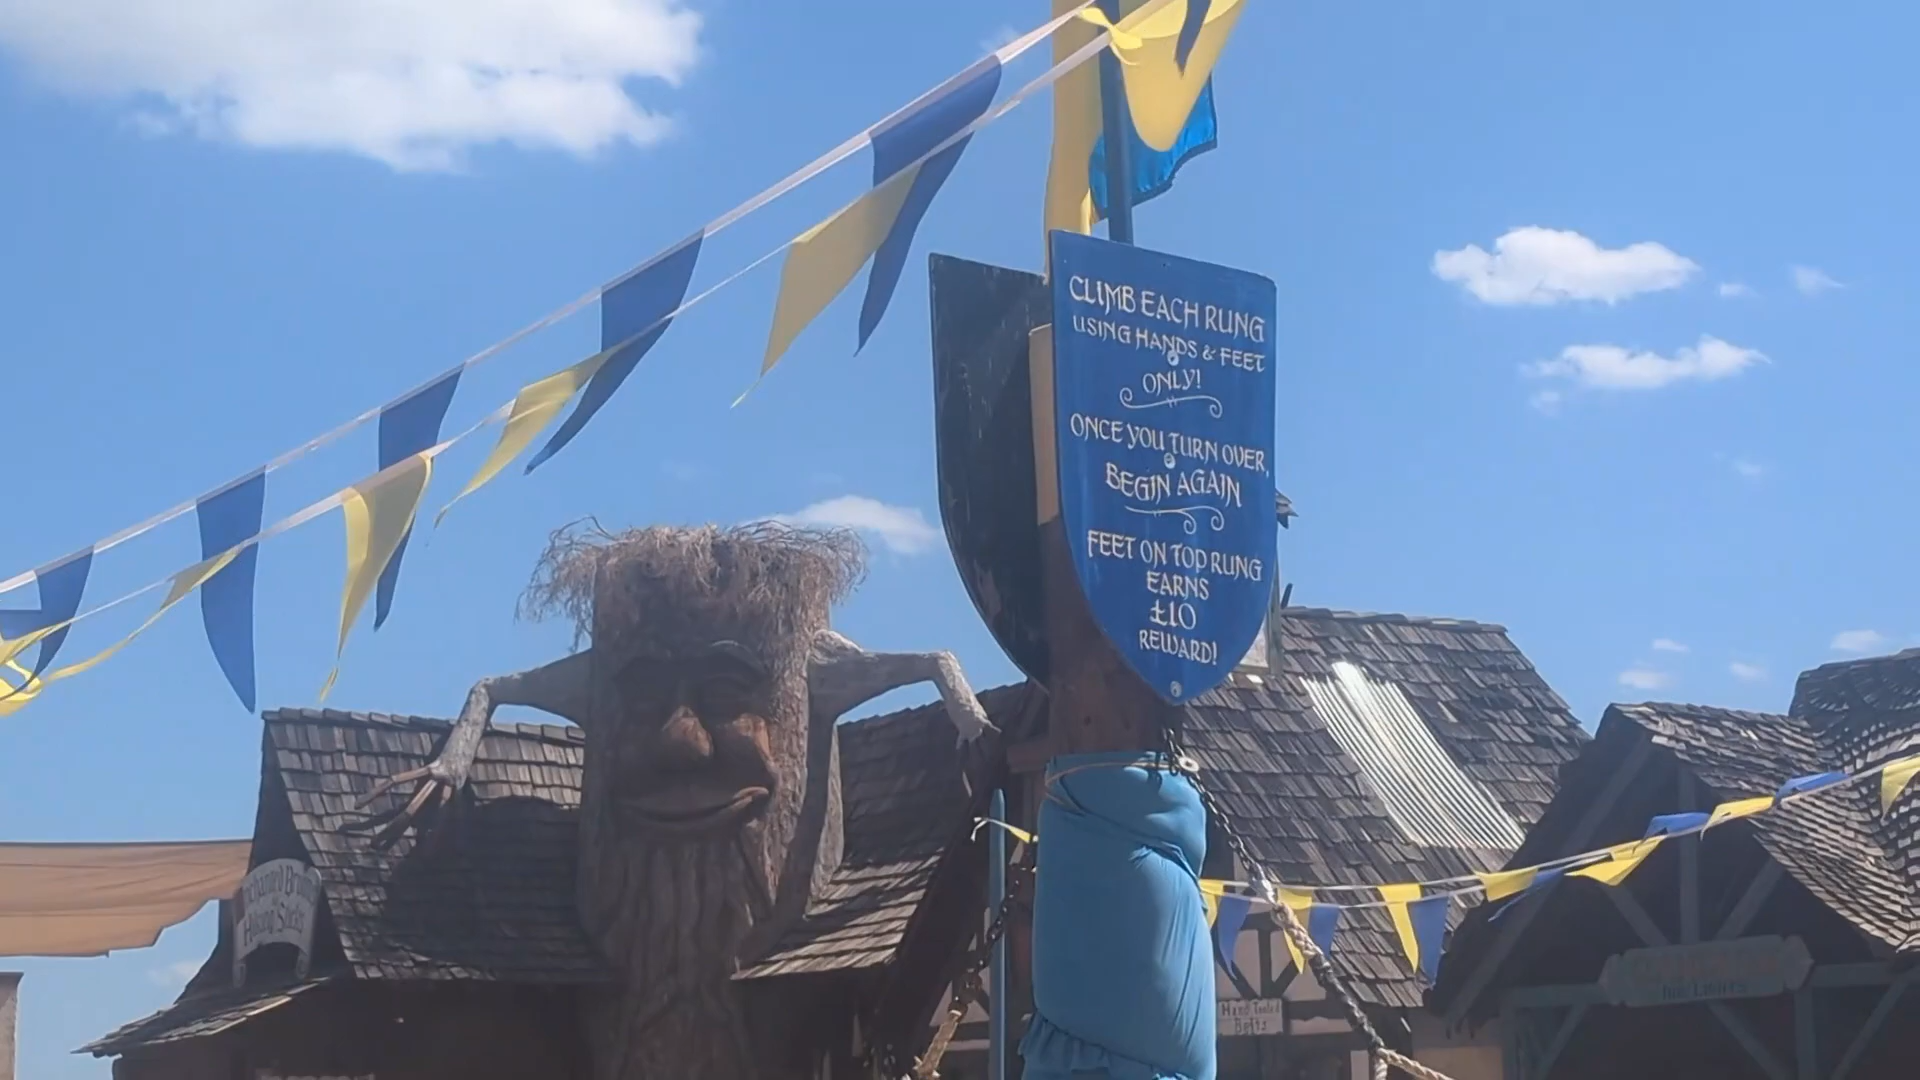 CLIMB EACH RUNG
USING HANDS & FEET
ONLY!
ONCE YOU TURN OVER,
BEGIN AGAIN
FEET ON TOP RUNG
EARNS
£10
REWARD!
Hand Tooled
Belts